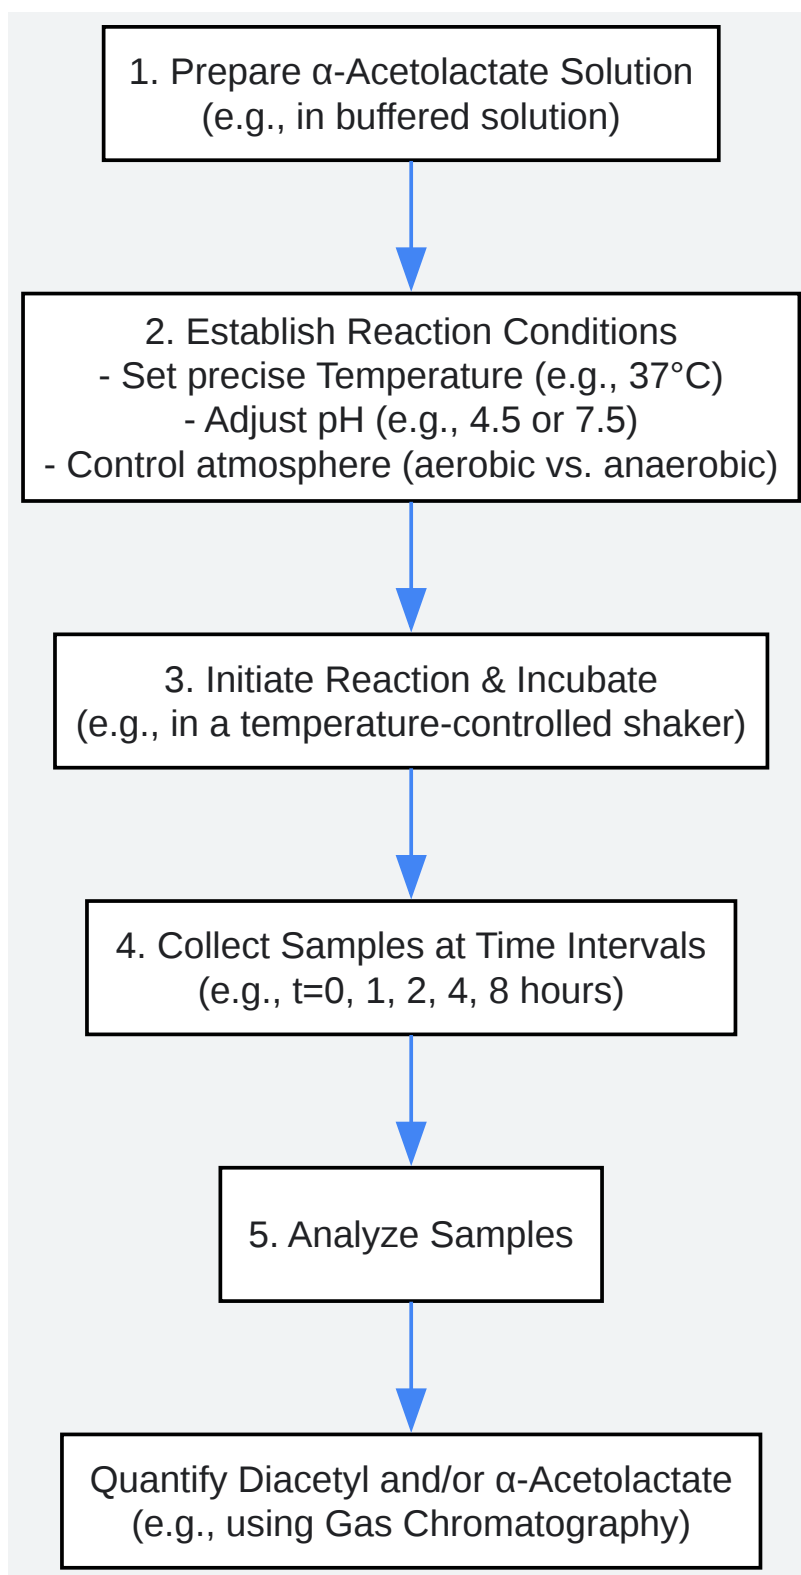 1. Prepare α-Acetolactate Solution
(e.g., in buffered solution)
2. Establish Reaction Conditions
- Set precise Temperature (e.g., 37°C)
- Adjust pH (e.g., 4.5 or 7.5)
- Control atmosphere (aerobic vs. anaerobic)
3. Initiate Reaction & Incubate
(e.g., in a temperature-controlled shaker)
4. Collect Samples at Time Intervals
(e.g., t=0, 1, 2, 4, 8 hours)
5. Analyze Samples
Quantify Diacetyl and/or α-Acetolactate
(e.g., using Gas Chromatography)